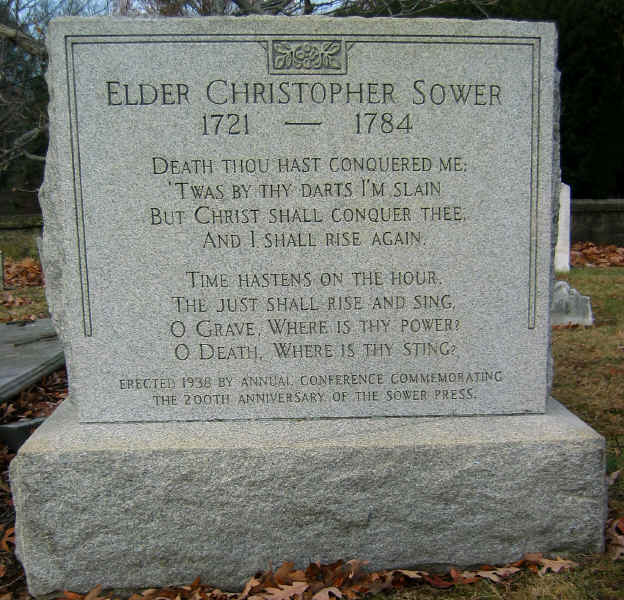 Elder Christopher Sower
1721 — 1784
Death thou hast conquered me;
'Twas by thy darts I'm slain
But Christ shall conquer thee,
And I shall rise again.
Time hastens on the hour,
The just shall rise and sing,
O Grave, Where is thy power?
O Death, Where is thy sting?
Erected 1938 by Annual Conference commemorating
the 200th anniversary of the Sower Press.